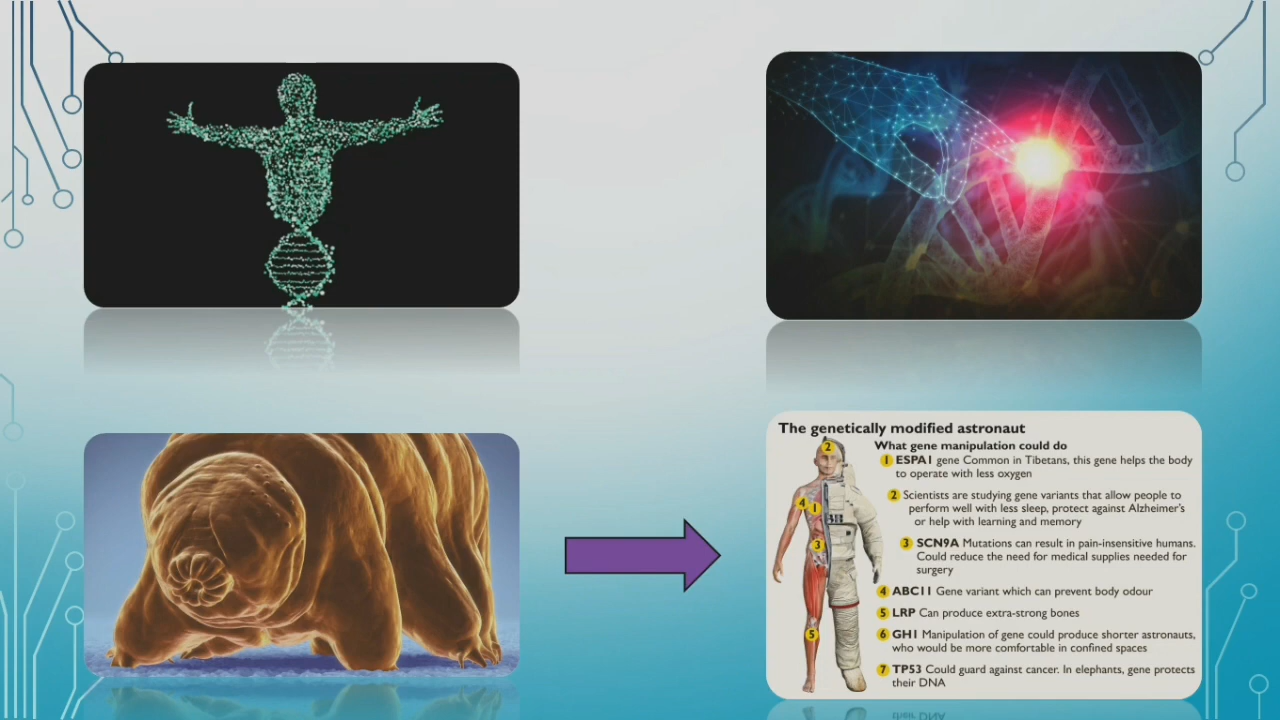 The genetically modified astronaut
What gene manipulation could do
1 ESPA1 gene Common in Tibetans, this gene helps the body
to operate with less oxygen
2 Scientists are studying gene variants that allow people to
perform well with less sleep, protect against Alzheimer's
or help with learning and memory
3 SCN9A Mutations can result in pain-insensitive humans.
Could reduce the need for medical supplies needed for
surgery
4 ABC11 Gene variant which can prevent body odour
5 LRP Can produce extra-strong bones
6 GH1 Manipulation of gene could produce shorter astronauts,
who would be more comfortable in confined spaces
7 TP53 Could guard against cancer. In elephants, gene protects
their DNA
2
4 1
3
5